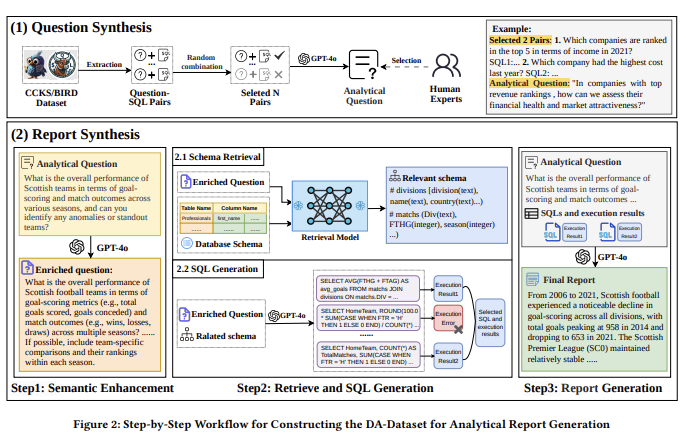 (1) Question Synthesis
CCKS/BIRD
Dataset
Extraction
? + SQL
...
? + SQL
Question-
SQL Pairs
Random
combination
? + SQL
...
? + SQL
Seleted N
Pairs
GPT-4o
Analytical
Question
Selection
Human
Experts
Example:
Selected 2 Pairs: 1. Which companies are ranked
in the top 5 in terms of income in 2021?
SQL1:... 2. Which company had the highest cost
last year? SQL2: ...
Analytical Question: "In companies with top
revenue rankings , how can we assess their
financial health and market attractiveness?"
(2) Report Synthesis
Analytical Question
What is the overall performance of
Scottish teams in terms of goal-
scoring and match outcomes across
various seasons, and can you
identify any anomalies or standout
teams?
GPT-4o
Enriched question:
What is the overall performance of
Scottish football teams in terms of
goal-scoring metrics (e.g., total
goals scored, goals conceded) and
match outcomes (e.g., wins, losses,
draws) across multiple seasons? ......
If possible, include team-specific
comparisons and their rankings
within each season.
Step1: Semantic Enhancement
2.1 Schema Retrieval
Enriched Question
Table Name Column Name ......
Professionals first_name ......
...... ...... ......
Database Schema
Retrieval Model
Relevant schema
# divisions [division(text),
name(text), country(text)...)
# matchs (Div(text),
FTHG(integer), season(integer)
...)
2.2 SQL Generation
Enriched Question
Ralated schema
GPT-4o
SELECT AVG(FTHG + FTAG) AS
avg_goals FROM matchs JOIN
divisions ON matchs.DIV = ...
SELECT HomeTeam, ROUND(100.0
* SUM(CASE WHEN FTR = 'H'
THEN 1 ELSE 0 END) / COUNT(*) ...
......
SELECT HomeTeam, COUNT(*) AS
TotalMatches, SUM(CASE WHEN
FTR = 'H' THEN 1 ELSE 0 END) ...
Execution
Result1
Execution
Error
Execution
Result2
Selected
SQL and
execution
results
Step2: Retrieve and SQL Generation
Analytical Question
What is the overall performance of
Scottish teams in terms of goal-
scoring and match outcomes ...
SQLs and execution results
SQL Execution Result1
SQL Execution Result2
GPT-4o
Final Report
From 2006 to 2021, Scottish football
experienced a noticeable decline in
goal-scoring across all divisions, with
total goals peaking at 958 in 2014 and
dropping to 653 in 2021. The Scottish
Premier League (SC0) maintained
relatively stable .....
Step3: Report Generation
Figure 2: Step-by-Step Workflow for Constructing the DA-Dataset for Analytical Report Generation